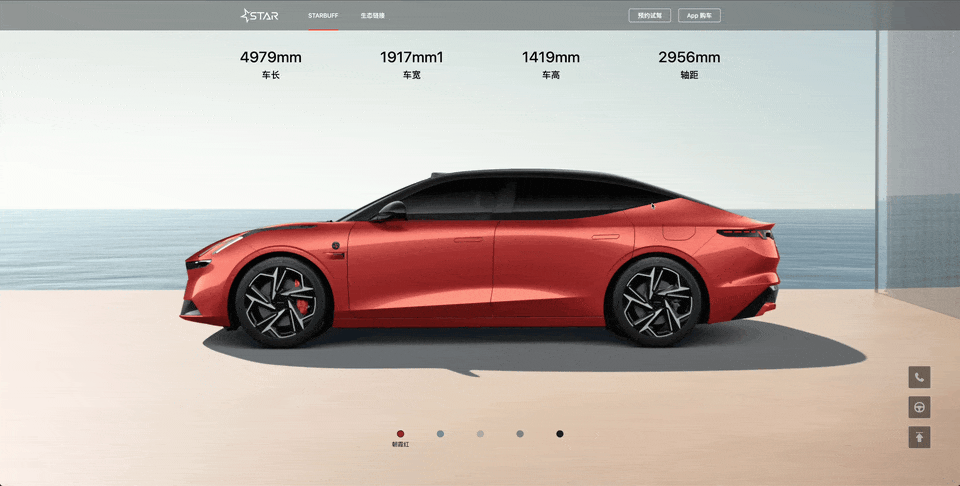 STAR
STARBUFF
生态链接
预约试驾
App 购车
4979mm
车长
1917mm1
车宽
1419mm
车高
2956mm
轴距
朝霞红